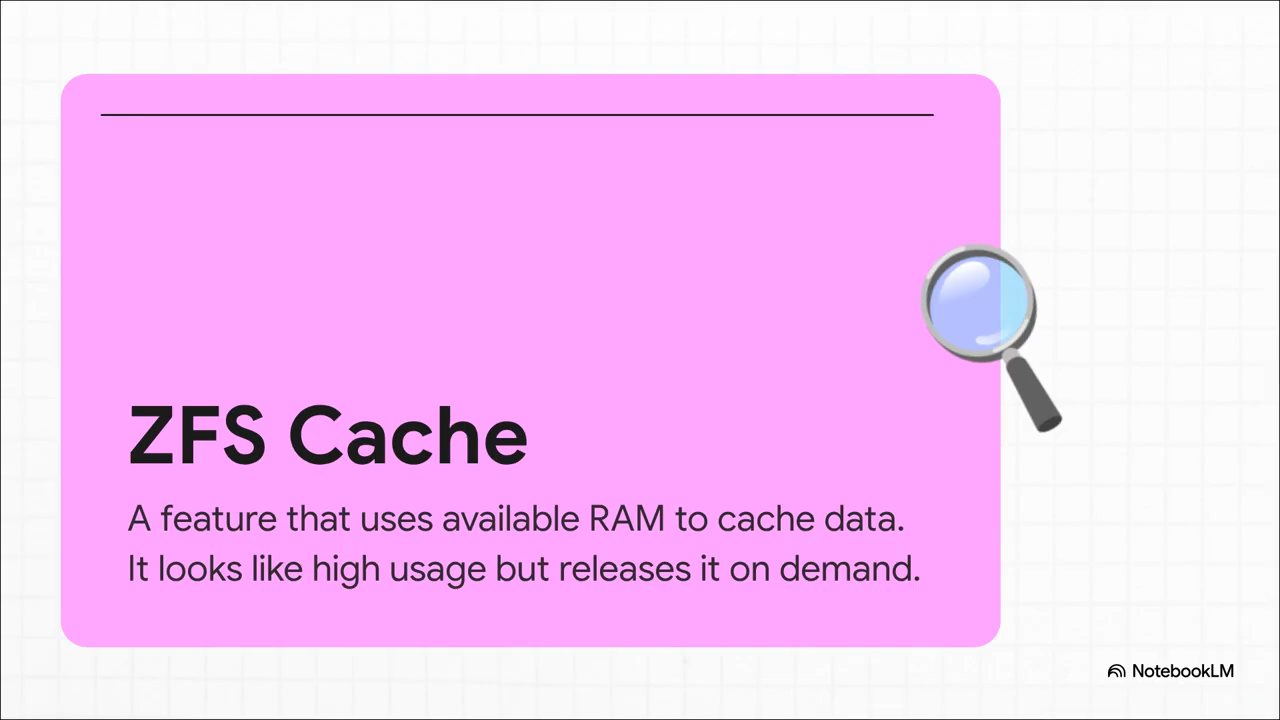 ZFS Cache
A feature that uses available RAM to cache data.
It looks like high usage but releases it on demand.
NotebookLM